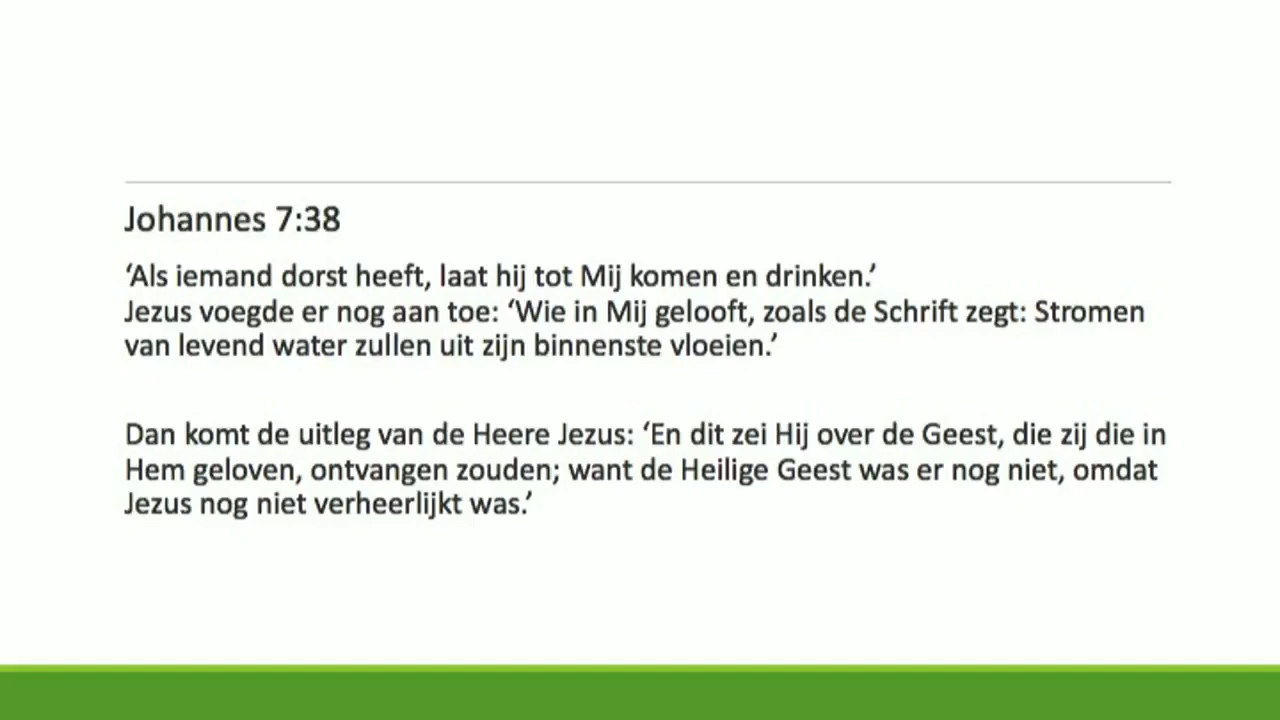 Johannes 7:38
‘Als iemand dorst heeft, laat hij tot Mij komen en drinken.’
Jezus voegde er nog aan toe: ‘Wie in Mij gelooft, zoals de Schrift zegt: Stromen
van levend water zullen uit zijn binnenste vloeien.’
Dan komt de uitleg van de Heere Jezus: ‘En dit zei Hij over de Geest, die zij die in
Hem geloven, ontvangen zouden; want de Heilige Geest was er nog niet, omdat
Jezus nog niet verheerlijkt was.’